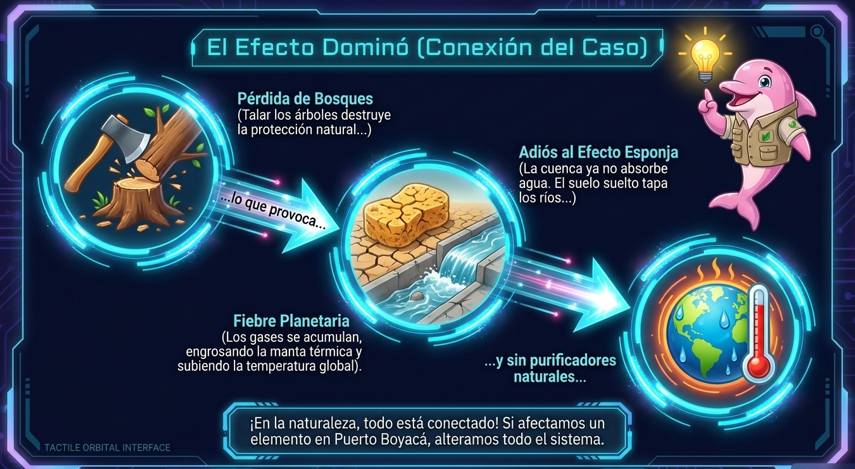 El Efecto Dominó (Conexión del Caso)
Pérdida de Bosques
(Talar los árboles destruye
la protección natural...)
...lo que provoca...
Adiós al Efecto Esponja
(La cuenca ya no absorbe
agua. El suelo suelto tapa
los ríos...)
...y sin purificadores
naturales...
Fiebre Planetaria
(Los gases se acumulan,
engrosando la manta térmica y
subiendo la temperatura global).
¡En la naturaleza, todo está conectado! Si afectamos un
elemento en Puerto Boyacá, alteramos todo el sistema.
TACTILE ORBITAL INTERFACE